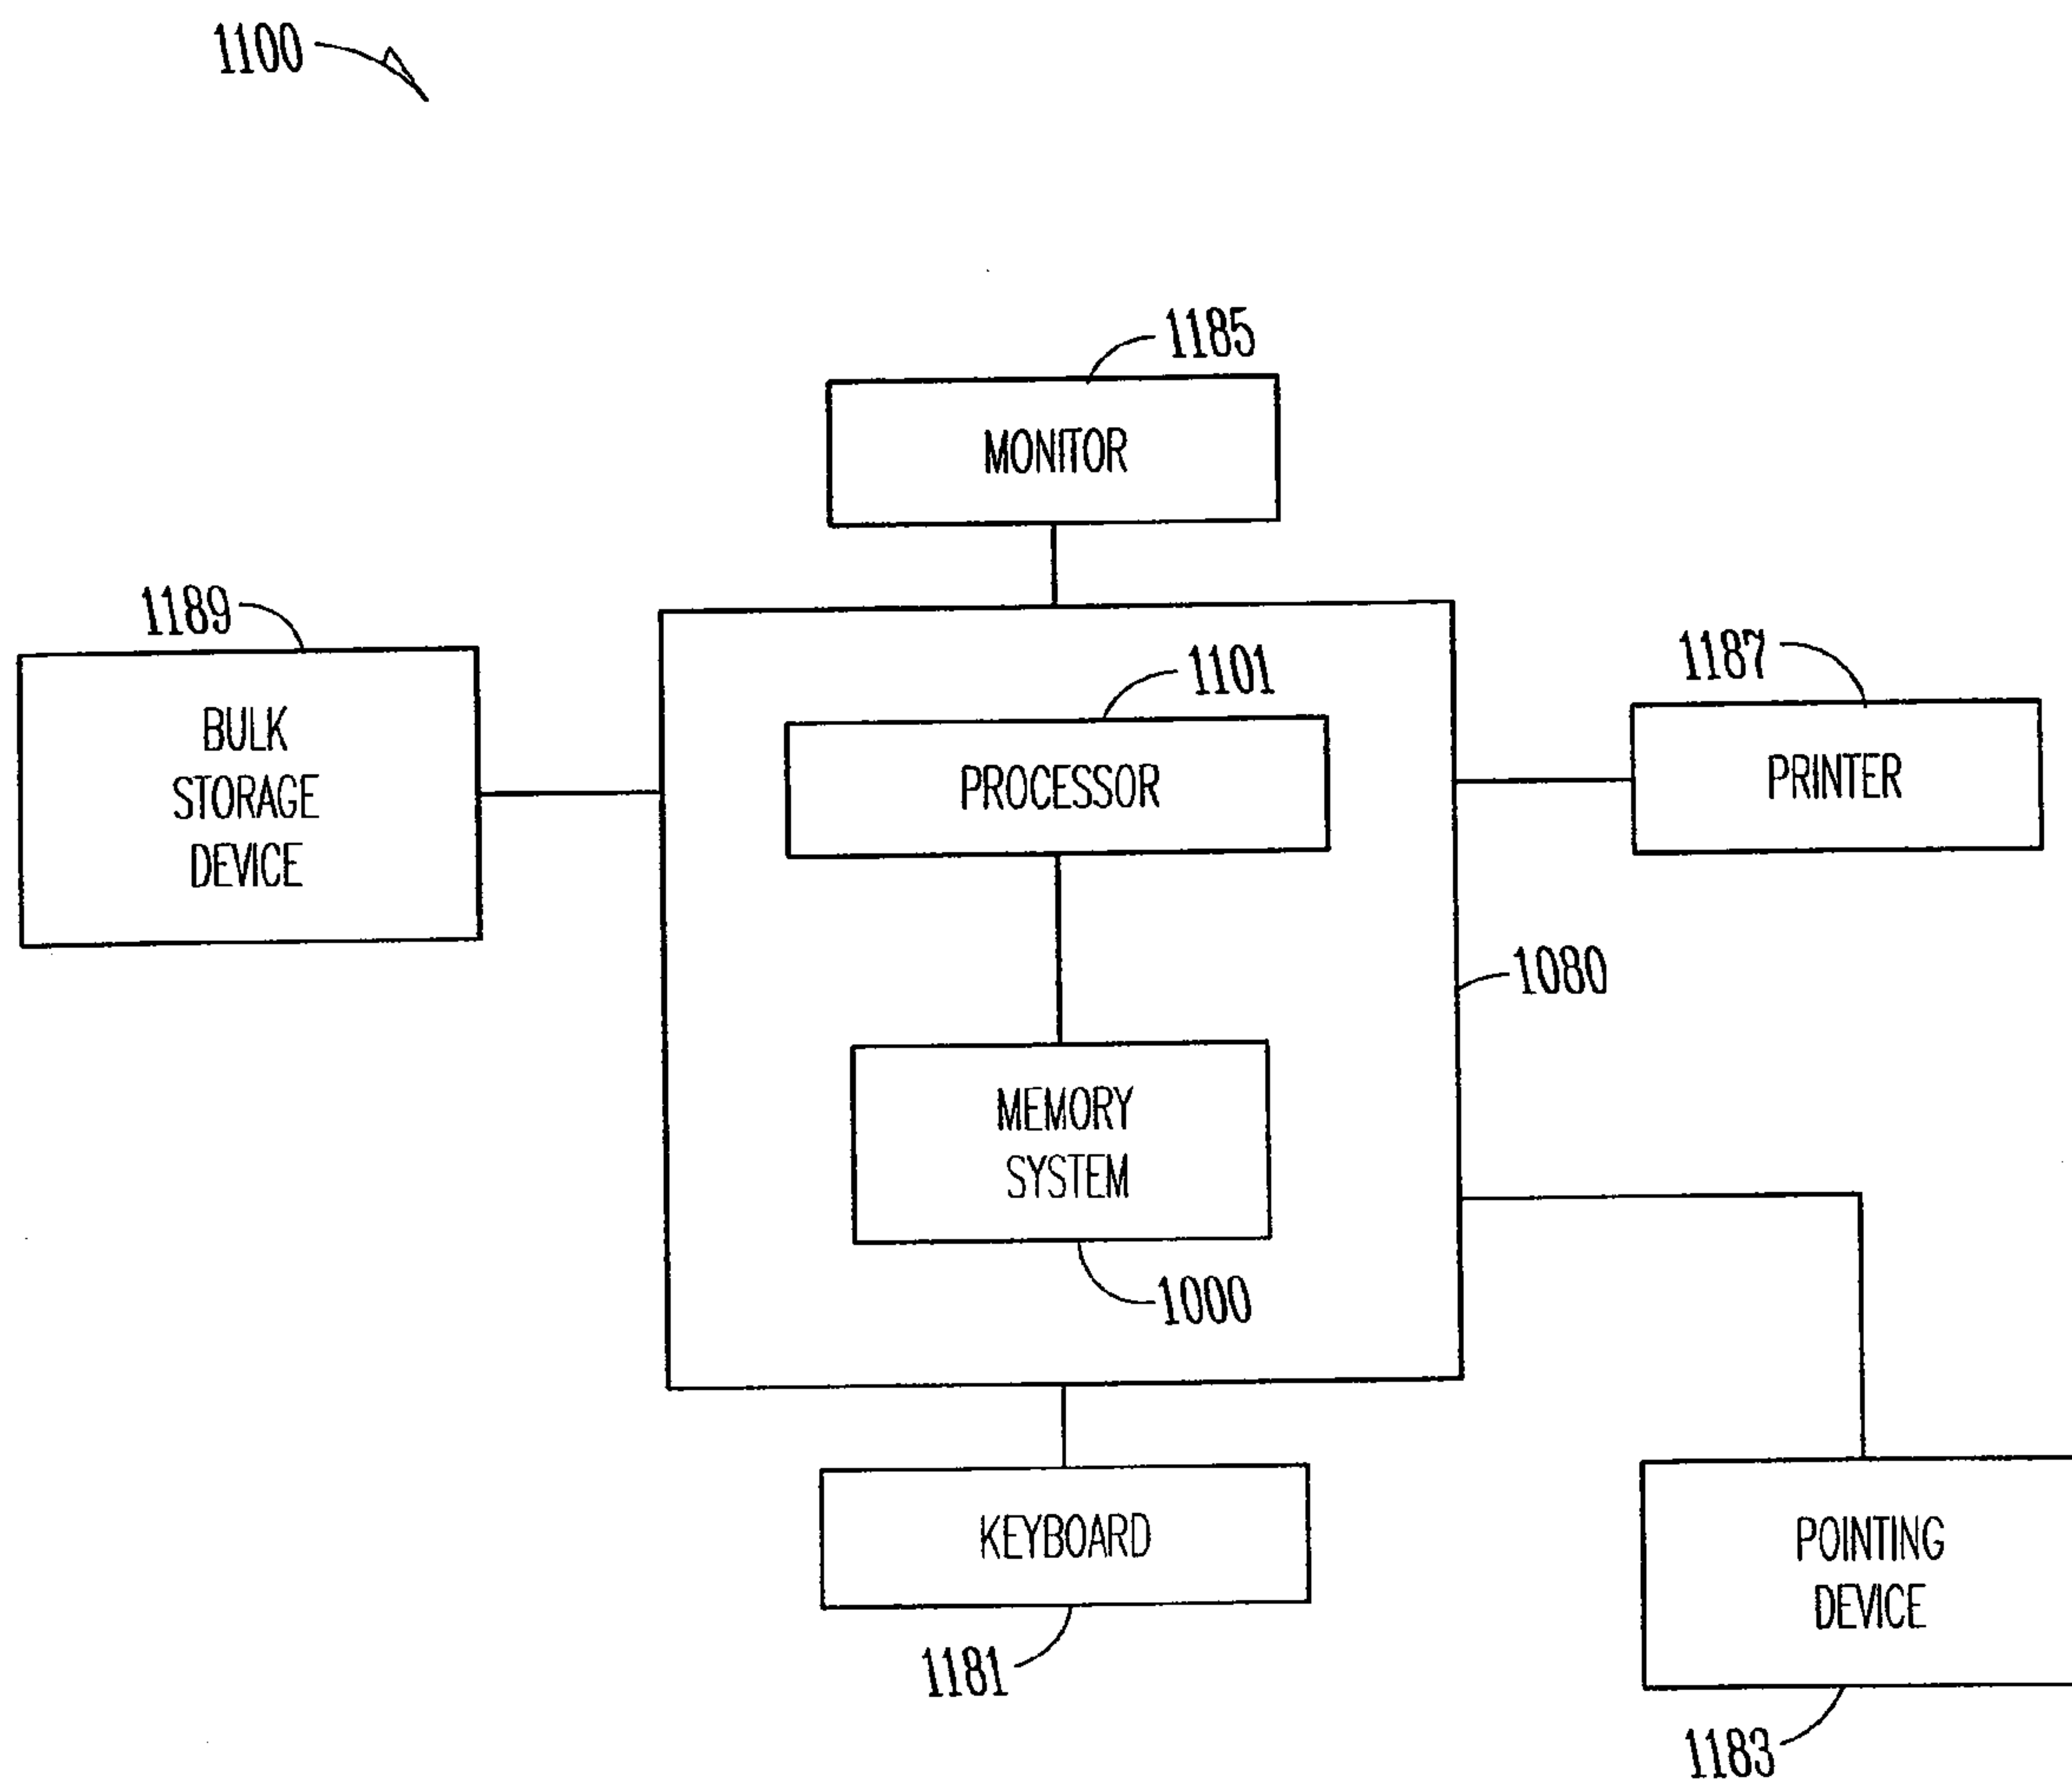 1100
1185
MONITOR
1189
BULK
STORAGE
DEVICE
1101
PROCESSOR
1187
PRINTER
1080
MEMORY
SYSTEM
1000
KEYBOARD
1181
POINTING
DEVICE
1183